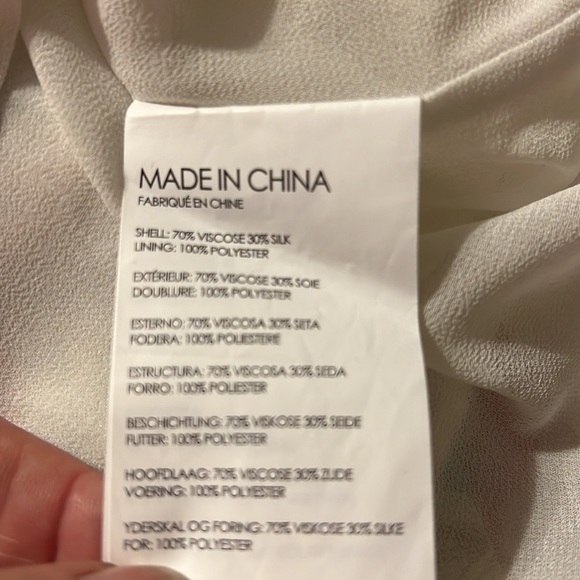 MADE IN CHINA
FABRIQUÉ EN CHINE
SHELL: 70% VISCOSE 30% SILK
LINING: 100% POLYESTER
EXTÉRIEUR: 70% VISCOSE 30% SOIE
DOUBLURE: 100% POLYESTER
ESTERNO: 70% VISCOSA 30% SETA
FODERA: 100% POLIESTERE
ESTRUCTURA: 70% VISCOSA 30% SEDA
FORRO: 100% POLIESTER
BESCHICHTUNG: 70% VISKOSE 30% SEIDE
FUTTER: 100% POLYESTER
HOOFDLAAG: 70% VISCOSE 30% ZIJDE
VOERING: 100% POLYESTER
YDERSKAL OG FORING: 70% VISKOSE 30% SILKE
FOR: 100% POLYESTER